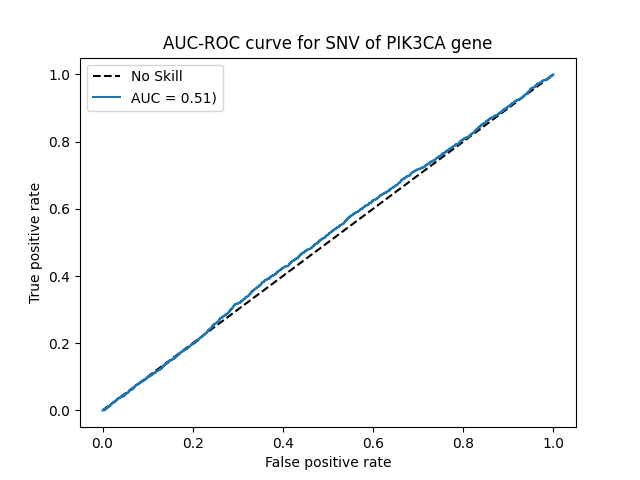 AUC-ROC curve for SNV of PIK3CA gene
No Skill
AUC = 0.51)
1.0
0.8
0.6
0.4
0.2
0.0
True positive rate
0.0 0.2 0.4 0.6 0.8 1.0
False positive rate